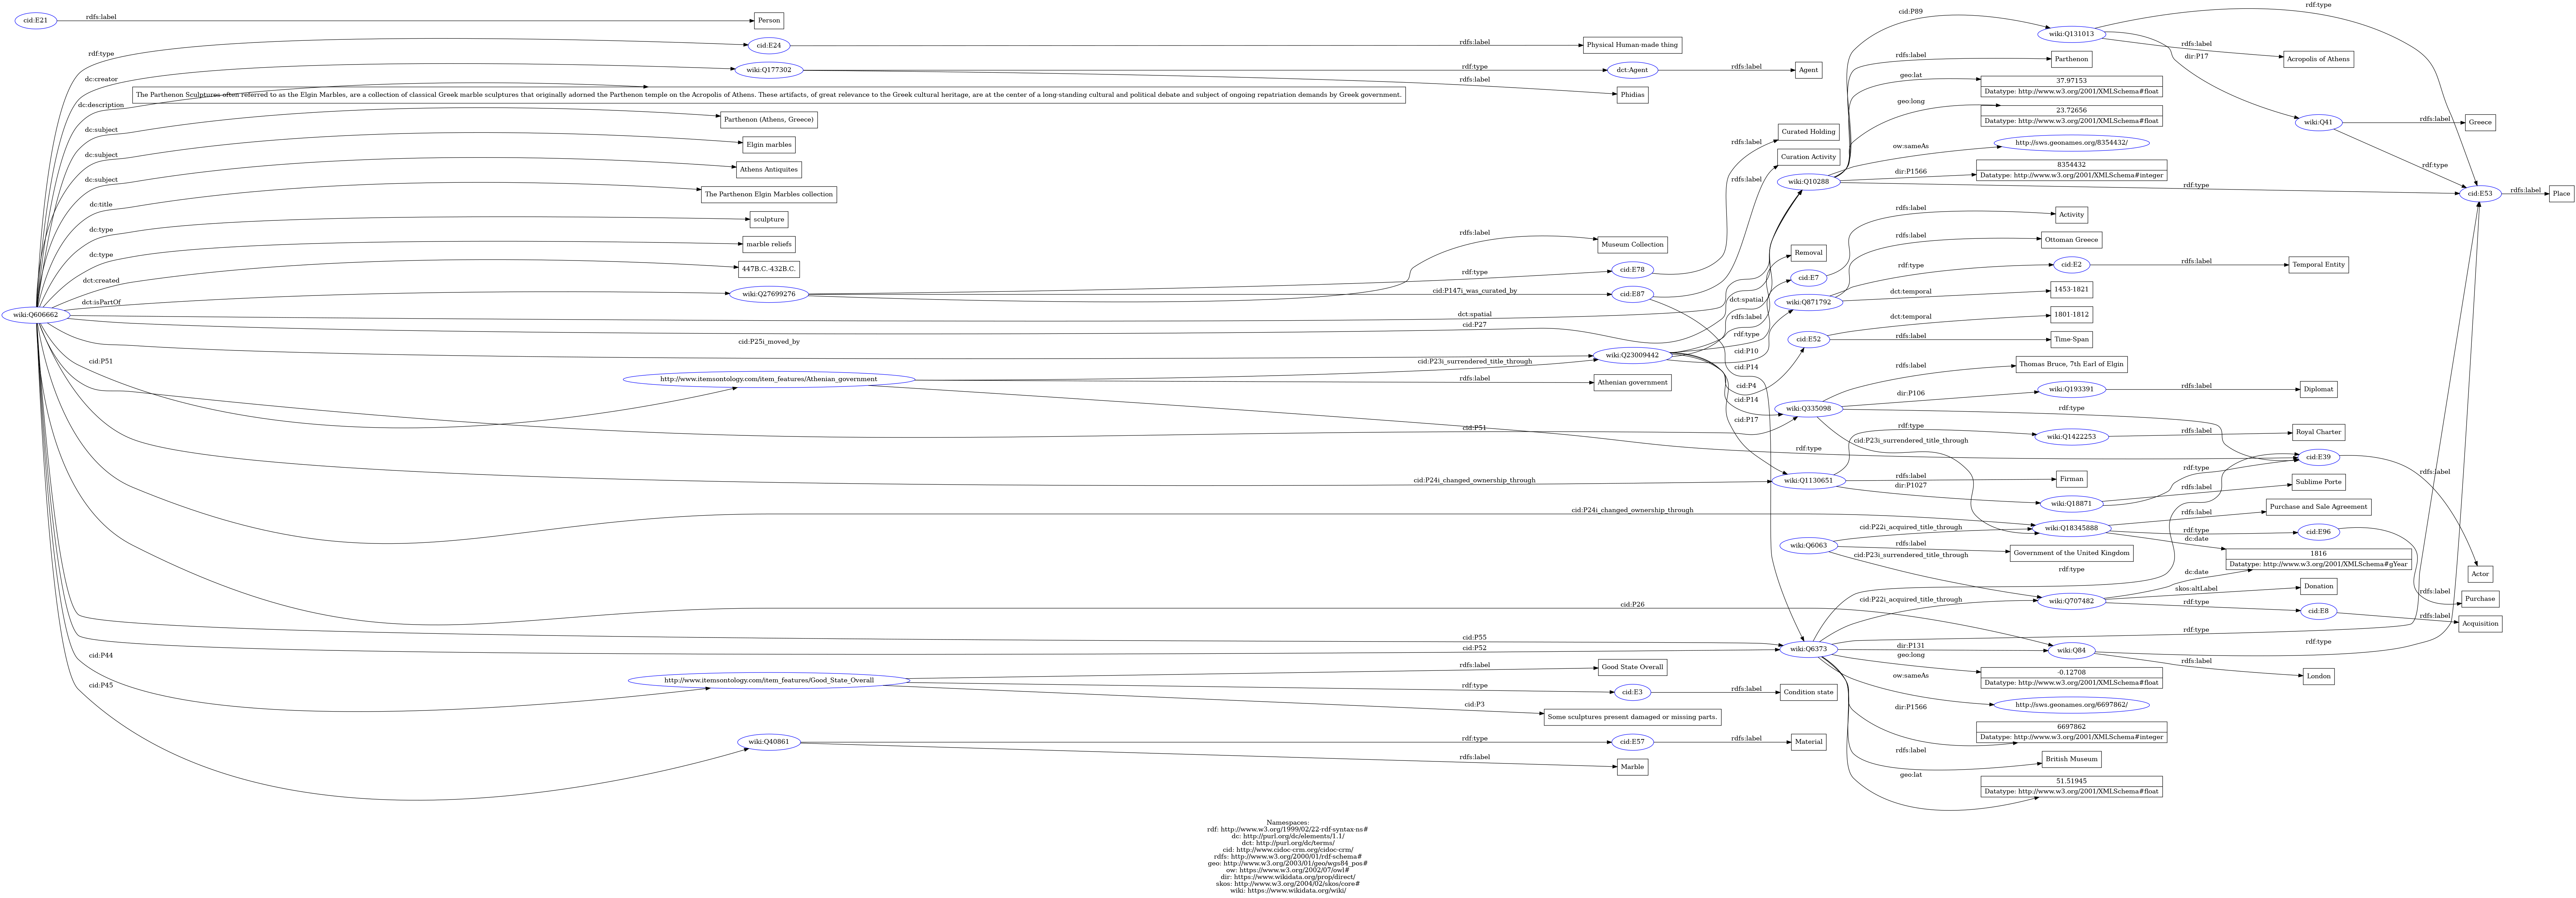 cid:E21
rdfs:label
Person
rdf:type
cid:E24
rdfs:label
Physical Human-made thing
dc:creator
wiki:Q177302
rdf:type
dct:Agent
rdfs:label
Agent
rdfs:label
Phidias
dc:description
The Parthenon Sculptures often referred to as the Elgin Marbles, are a collection of classical Greek marble sculptures that originally adorned the Parthenon temple on the Acropolis of Athens. These artifacts, of great relevance to the Greek cultural heritage, are at the center of a long-standing cultural and political debate and subject of ongoing repatriation demands by Greek government.
dc:subject
Parthenon (Athens, Greece)
dc:subject
Elgin marbles
dc:subject
Athens Antiquites
dc:title
The Parthenon Elgin Marbles collection
dc:type
sculpture
dc:type
marble reliefs
dct:created
447B.C.-432B.C.
dct:isPartOf
wiki:Q27699276
rdfs:label
Museum Collection
rdf:type
cid:E78
rdfs:label
Curated Holding
cid:P147i_was_curated_by
cid:E87
rdfs:label
Curation Activity
wiki:Q606662
dct:spatial
cid:P27
cid:P25i_moved_by
wiki:Q23009442
cid:P23i_surrendered_title_through
http://www.itemsontology.com/item_features/Athenian_government
rdfs:label
Athenian government
cid:P51
cid:P51
rdf:type
cid:P24i_changed_ownership_through
cid:P24i_changed_ownership_through
cid:P26
cid:P55
cid:P52
cid:P44
http://www.itemsontology.com/item_features/Good_State_Overall
rdfs:label
Good State Overall
rdf:type
cid:E3
rdfs:label
Condition state
cid:P3
Some sculptures present damaged or missing parts.
cid:P45
wiki:Q40861
rdf:type
cid:E57
rdfs:label
Material
rdfs:label
Marble
dct:spatial
rdfs:label
Removal
rdf:type
cid:E7
rdfs:label
Activity
cid:P10
wiki:Q871792
rdfs:label
Ottoman Greece
rdf:type
cid:E2
rdfs:label
Temporal Entity
dct:temporal
1453-1821
cid:P14
cid:P4
cid:E52
dct:temporal
1801-1812
rdfs:label
Time-Span
cid:P14
wiki:Q335098
rdfs:label
Thomas Bruce, 7th Earl of Elgin
dir:P106
wiki:Q193391
rdfs:label
Diplomat
rdf:type
cid:P23i_surrendered_title_through
cid:P17
wiki:Q1130651
rdf:type
wiki:Q1422253
rdfs:label
Royal Charter
rdfs:label
Firman
dir:P1027
wiki:Q18871
rdf:type
cid:E39
rdfs:label
Actor
rdfs:label
Sublime Porte
wiki:Q18345888
rdfs:label
Purchase and Sale Agreement
rdf:type
cid:E96
rdfs:label
Purchase
dc:date
1816
Datatype: http://www.w3.org/2001/XMLSchema#gYear
wiki:Q6063
cid:P22i_acquired_title_through
rdfs:label
Government of the United Kingdom
cid:P23i_surrendered_title_through
rdf:type
wiki:Q707482
dc:date
skos:altLabel
Donation
rdf:type
cid:E8
rdfs:label
Acquisition
cid:P22i_acquired_title_through
wiki:Q6373
rdf:type
dir:P131
wiki:Q84
rdf:type
rdfs:label
London
geo:long
-0.12708
Datatype: http://www.w3.org/2001/XMLSchema#float
ow:sameAs
http://sws.geonames.org/6697862/
dir:P1566
6697862
Datatype: http://www.w3.org/2001/XMLSchema#integer
rdfs:label
British Museum
geo:lat
51.51945
Datatype: http://www.w3.org/2001/XMLSchema#float
wiki:Q10288
cid:P89
wiki:Q131013
rdf:type
rdfs:label
Acropolis of Athens
dir:P17
wiki:Q41
rdfs:label
Greece
rdf:type
rdfs:label
Parthenon
geo:lat
37.97153
Datatype: http://www.w3.org/2001/XMLSchema#float
geo:long
23.72656
Datatype: http://www.w3.org/2001/XMLSchema#float
ow:sameAs
http://sws.geonames.org/8354432/
dir:P1566
8354432
Datatype: http://www.w3.org/2001/XMLSchema#integer
rdf:type
cid:E53
rdfs:label
Place
Namespaces:
rdf: http://www.w3.org/1999/02/22-rdf-syntax-ns#
dc: http://purl.org/dc/elements/1.1/
dct: http://purl.org/dc/terms/
cid: http://www.cidoc-crm.org/cidoc-crm/
rdfs: http://www.w3.org/2000/01/rdf-schema#
geo: http://www.w3.org/2003/01/geo/wgs84_pos#
ow: https://www.w3.org/2002/07/owl#
dir: https://www.wikidata.org/prop/direct/
skos: http://www.w3.org/2004/02/skos/core#
wiki: https://www.wikidata.org/wiki/